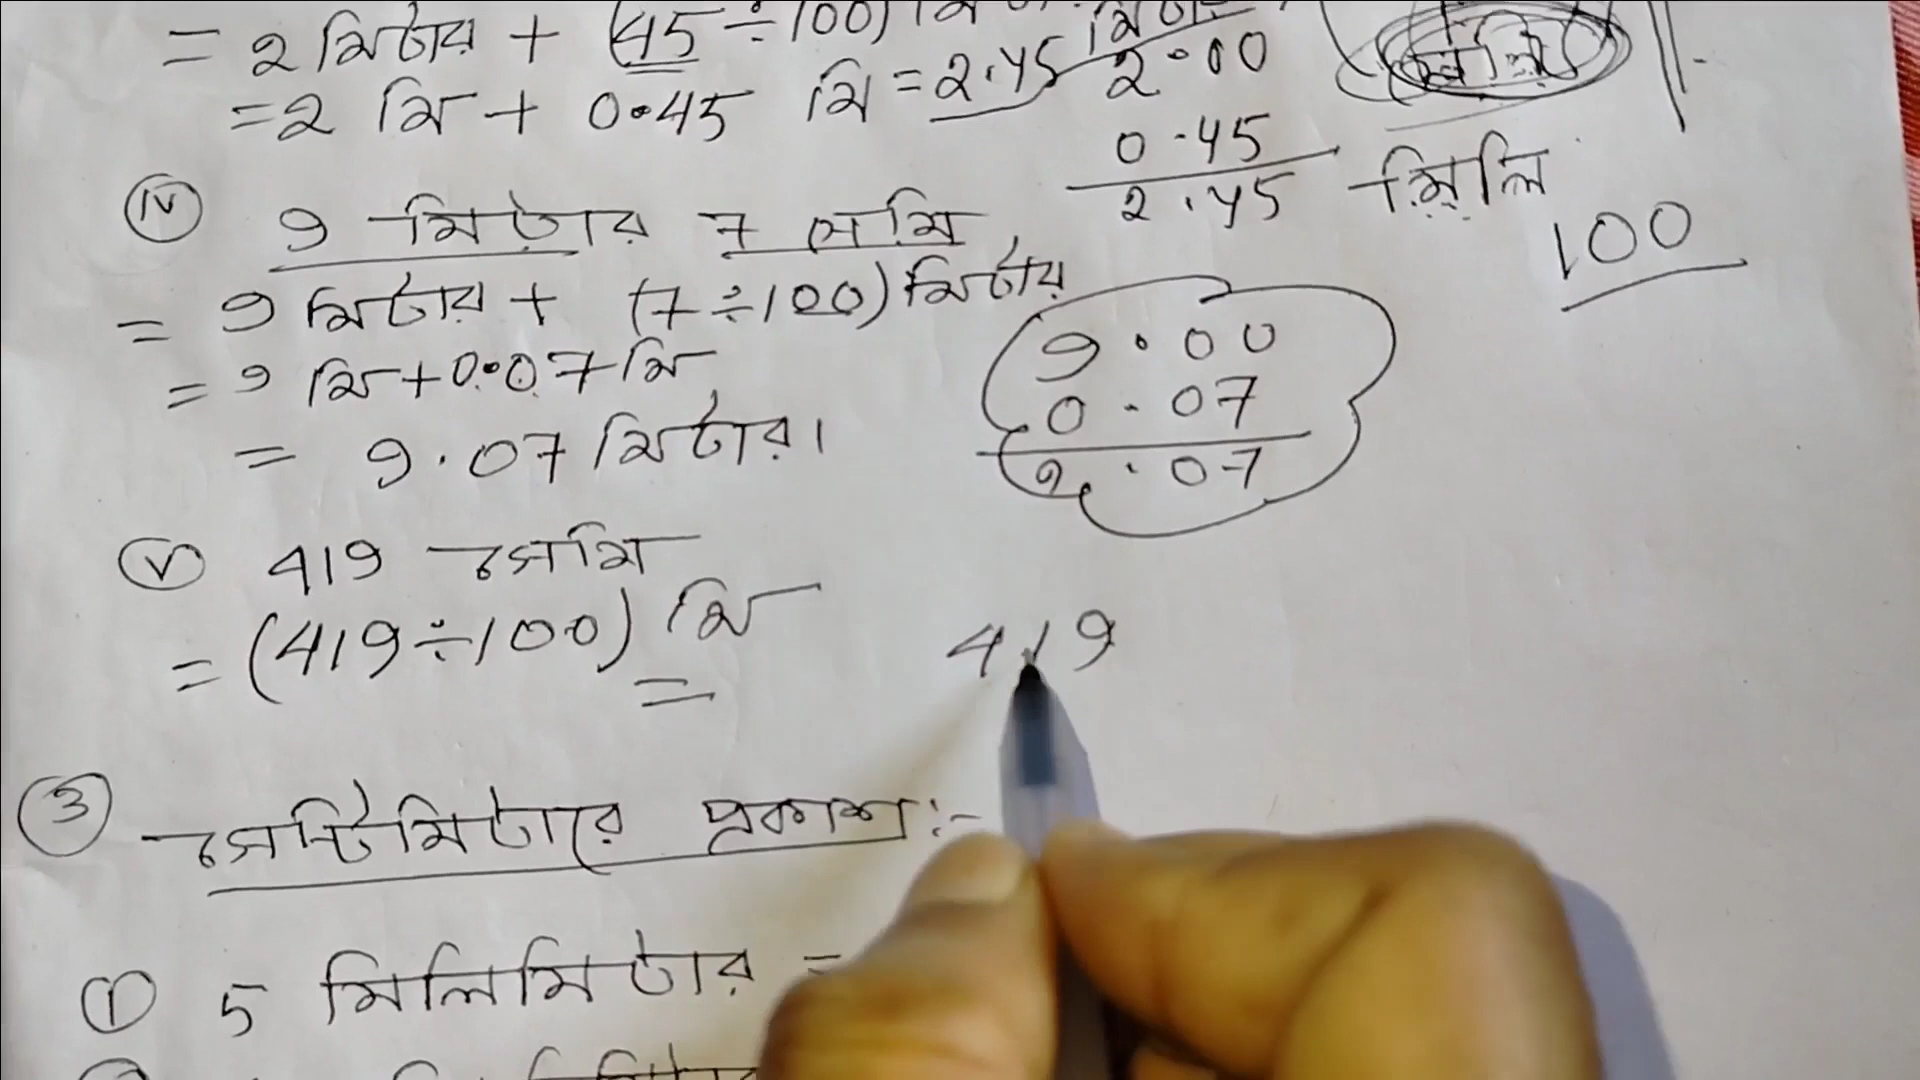 = 2 মিটার + (45÷100) মিটার
=2 মি + 0.45 মি = 2.45
2.00
0.45
2.45
মিলি
100
(iv) 9 মিটার 7 সেমি
= 9 মিটার + (7÷100) মিটার
= 9 মি+0.07 মি
= 9.07 মিটার।
9.00
0.07
9.07
(v) 419 সেমি
= (419÷100) মি
=
419
(3) সেন্টিমিটারে প্রকাশ:-
(i) 5 মিলিমিটার =